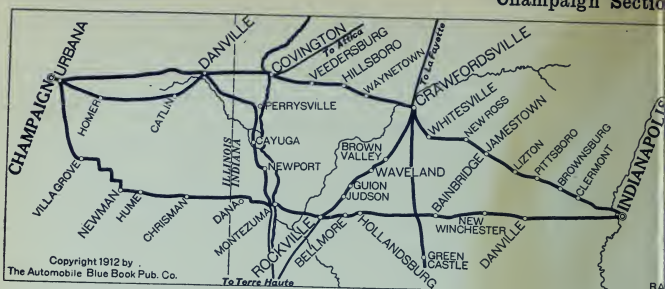 Champaign Sectio
CHAMPAIGN
URBANA
HOMER
CATLIN
DANVILLE
COVINGTON
To Attica
VEEDERSBURG
HILLSBORO
WAYNETOWN
To La Fayette
CRAWFORDSVILLE
WHITESVILLE
NEW ROSS
JAMESTOWN
LIZTON
PITTSBORO
BROWNSBURG
CLERMONT
INDIANAPOL
PERRYSVILLE
CAYUGA
NEWPORT
BROWN
VALLEY
WAVELAND
GUION
JUDSON
ILLINOIS
INDIANA
VILLA GROVE
NEWMAN
HUME
CHRISMAN
DANA
MONTEZUMA
ROCKVILLE
BELLMORE
HOLLANDSBURG
BAINBRIDGE
NEW
WINCHESTER
DANVILLE
GREEN
CASTLE
To Terre Haute
Copyright 1912 by
The Automobile Blue Book Pub. Co.